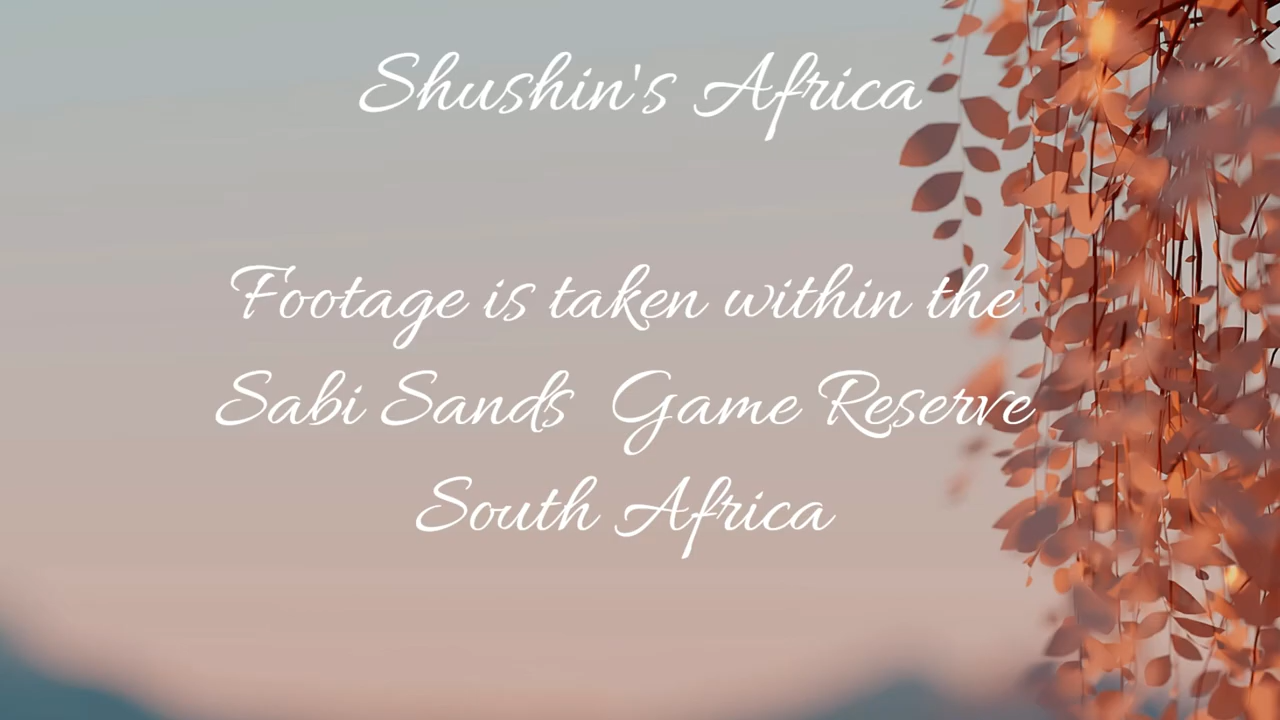 Shushin's Africa
Footage is taken within the
Sabi Sands Game Reserve
South Africa